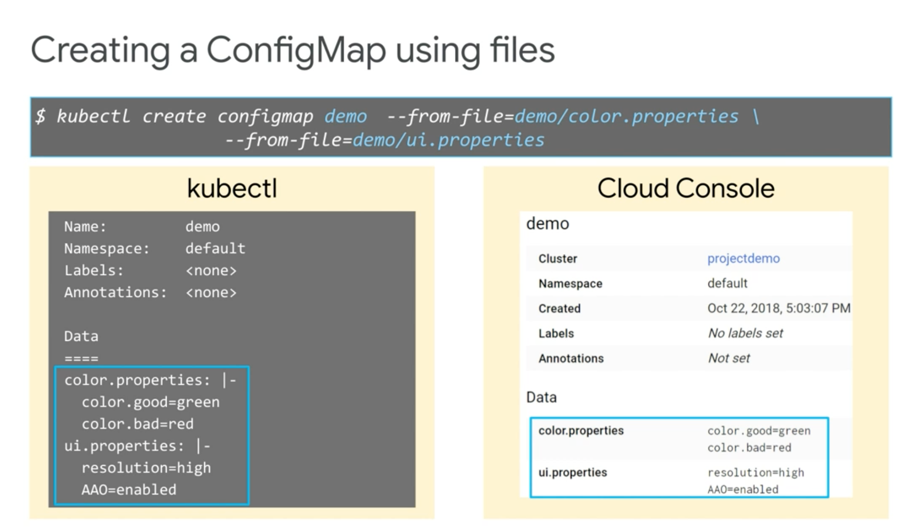 Creating a ConfigMap using files
$ kubectl create configmap demo --from-file=demo/color.properties \
--from-file=demo/ui.properties
kubectl
Name: demo
Namespace: default
Labels: <none>
Annotations: <none>
Data
====
color.properties: |-
color.good=green
color.bad=red
ui.properties: |-
resolution=high
AAO=enabled
Cloud Console
demo
Cluster projectdemo
Namespace default
Created Oct 22, 2018, 5:03:07 PM
Labels No labels set
Annotations Not set
Data
color.properties color.good=green
color.bad=red
ui.properties resolution=high
AAO=enabled